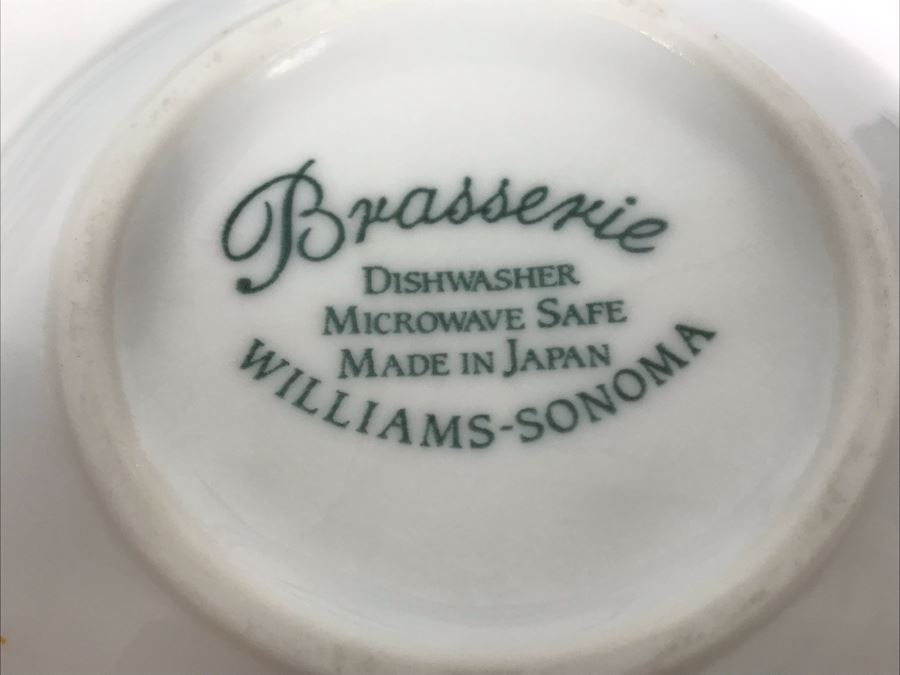 Brasserie
DISHWASHER
MICROWAVE SAFE
MADE IN JAPAN
WILLIAMS-SONOMA